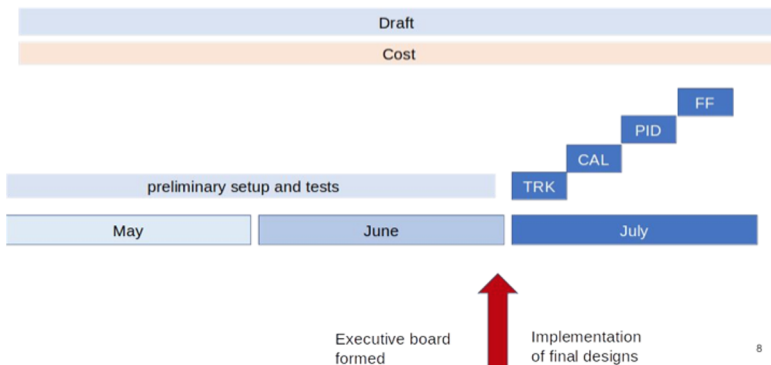 Draft
Cost
FF
PID
CAL
TRK
preliminary setup and tests
May
June
July
Executive board
formed
Implementation
of final designs
8